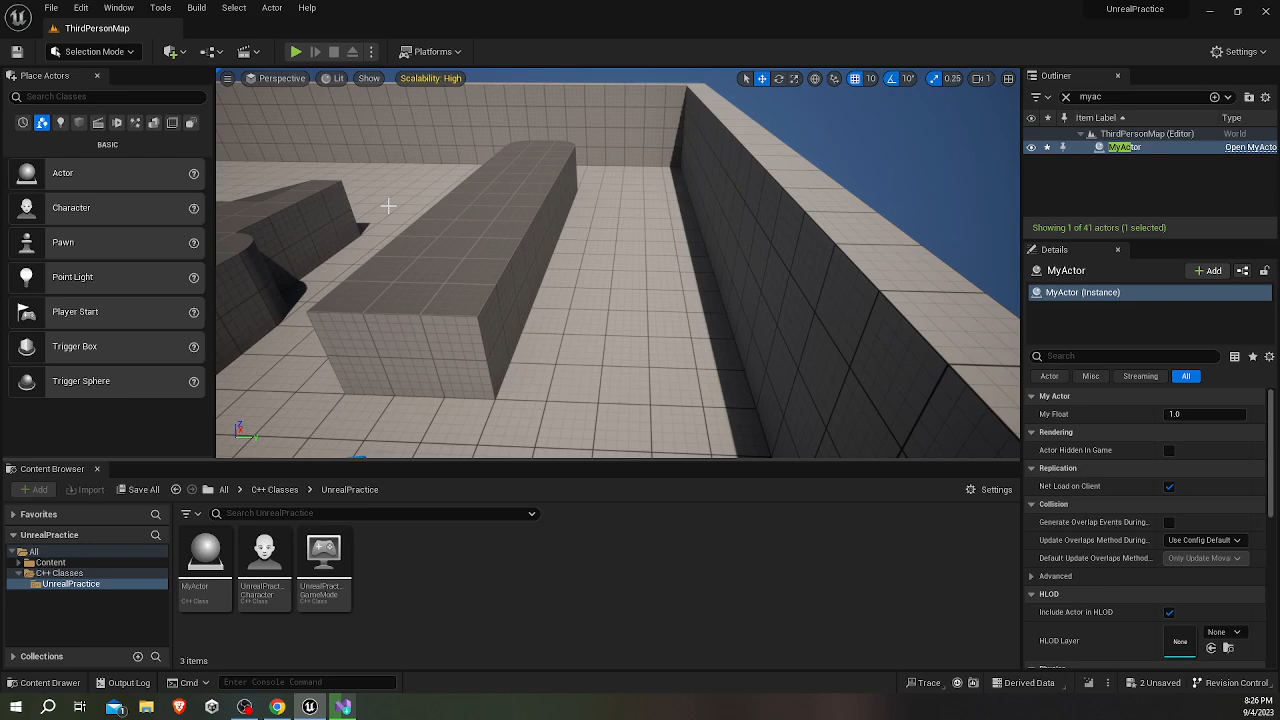 File Edit Window Tools Build Select Actor Help
UnrealPractice
ThirdPersonMap
Selection Mode
Platforms
Settings
Place Actors
Search Classes
BASIC
Actor
Character
Pawn
Point Light
Player Start
Trigger Box
Trigger Sphere
Perspective Lit Show Scalability: High
10 10° 0.25 1
Z
X
Y
Outliner
myac
Item Label Type
ThirdPersonMap (Editor) World
MyActor Open MyActo
Showing 1 of 41 actors (1 selected)
Details
MyActor
Add
MyActor (Instance)
Search
Actor Misc Streaming All
My Actor
My Float 1.0
Rendering
Actor Hidden In Game
Replication
Net Load on Client
Collision
Generate Overlap Events During...
Update Overlaps Method During... Use Config Default
Default Update Overlaps Method... Only Update Movat
Advanced
HLOD
Include Actor in HLOD
HLOD Layer None None
Content Browser
Add Import Save All All C++ Classes UnrealPractice Settings
Favorites
UnrealPractice
All
Content
C++ Classes
UnrealPractice
Collections
Search UnrealPractice
MyActor
C++ Class
UnrealPract...
Character
C++ Class
UnrealPract...
GameMode
C++ Class
3 items
Content Drawer Output Log Cmd Enter Console Command Trace Derived Data 2 Unsaved Revision Control
8:26 PM
9/4/2023